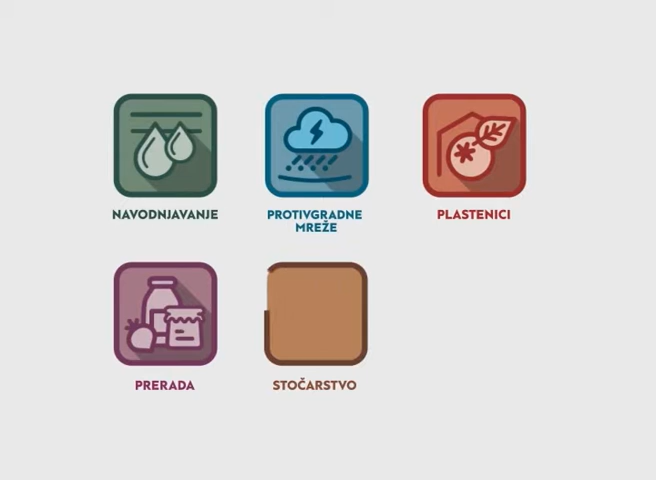 NAVODNJAVANJE
PROTIVGRADNE
MREŽE
PLASTENICI
PRERADA
STOČARSTVO